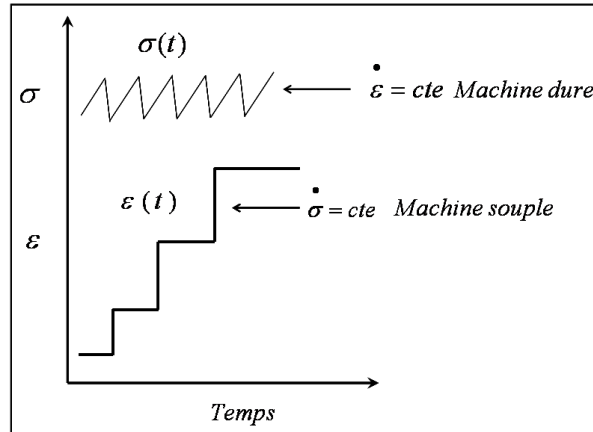 σ(t)
σ
ε̇ = cte Machine dure
ε (t)
σ̇ = cte Machine souple
ε
Temps